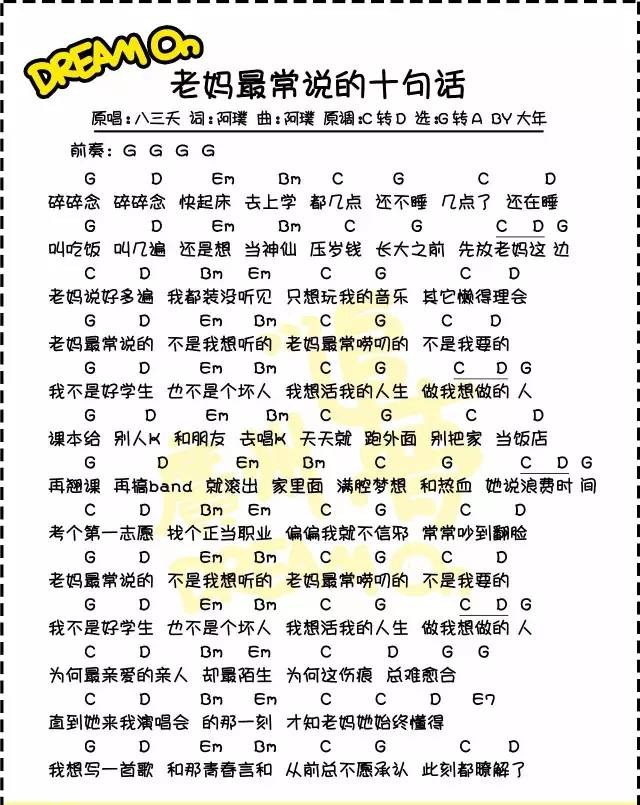 DREAM On
老妈最常说的十句话
原唱:八三夭 词:阿璞 曲:阿璞 原调:C转D 选:G转A BY大年
前奏: G G G G
G D Em Bm C G C D
碎碎念 碎碎念 快起床 去上学 都几点 还不睡 几点了 还在睡
G D Em Bm C G C D G
叫吃饭 叫几遍 还是想 当神仙 压岁钱 长大之前 先放老妈这 边
C D Bm Em C G C D
老妈说好多遍 我都装没听见 只想玩我的音乐 其它懒得理会
G D Em Bm C G C D
老妈最常说的 不是我想听的 老妈最常唠叨的 不是我要的
G D Em Bm C G C D G
我不是好学生 也不是个坏人 我想活我的人生 做我想做的 人
G D Em Bm C G C D
课本给 别人K 和朋友 去唱K 天天就 跑外面 别把家 当饭店
G D Em Bm C G C D G
再翘课 再搞band 就滚出 家里面 满腔梦想 和热血 她说浪费时 间
C D Bm Em C G C D
考个第一志愿 找个正当职业 偏偏我就不信邪 常常吵到翻脸
G D Em Bm C G C D
老妈最常说的 不是我想听的 老妈最常唠叨的 不是我要的
G D Em Bm C G C D G
我不是好学生 也不是个坏人 我想活我的人生 做我想做的 人
C D Bm Em C D G G
为何最亲爱的亲人 却最陌生 为何这伤痕 总难愈合
C D Bm Em C C D E7
直到她来我演唱会 的那一刻 才知老妈她始终懂得
G D Em Bm C G C D
我想写一首歌 和那青春言和 从前总不愿承认 此刻都瞭解了
DREAM On